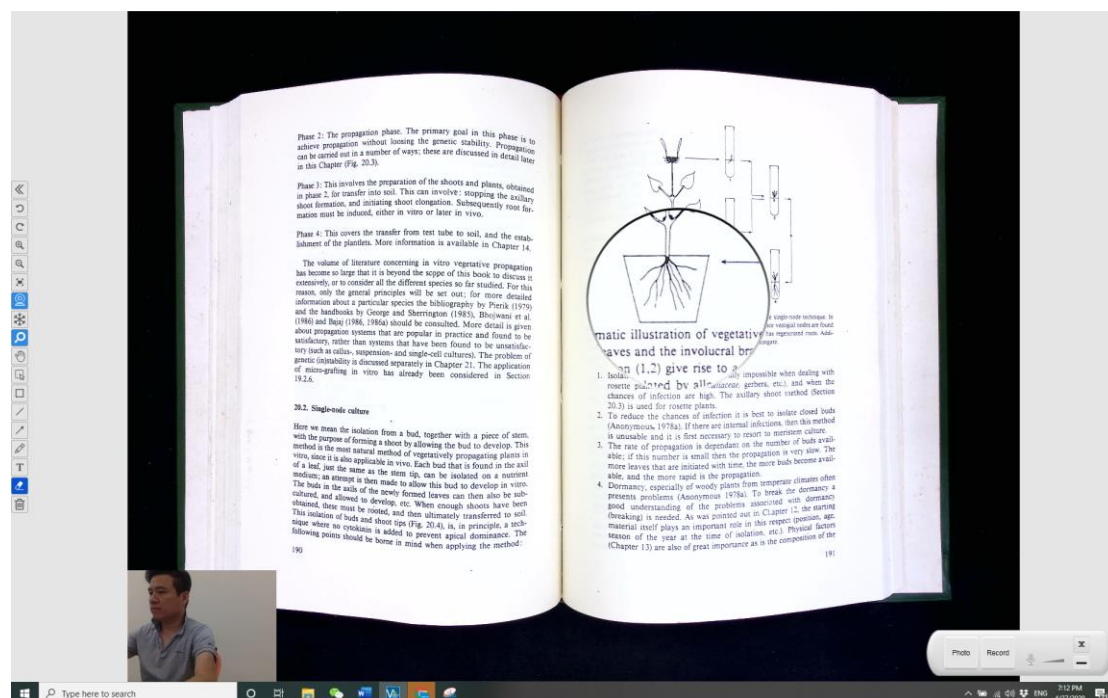 Phase 2: The propagation phase. The primary goal in this phase is to
achieve propagation without loosing the genetic stability. Propagation
can be carried out in a number of ways; these are discussed in detail later
in this Chapter (Fig. 20.3).
Phase 3: This involves the preparation of the shoots and plants, obtained
in phase 2, for transfer into soil. This can involve: stopping the axillary
shoot formation, and initiating shoot elongation. Subsequently root for-
mation must be induced, either in vitro or later in vivo.
Phase 4: This covers the transfer from test tube to soil, and the estab-
lishment of the plantlets. More information is available in Chapter 14.
The volume of literature concerning in vitro vegetative propagation
has become so large that it is beyond the scope of this book to discuss it
extensively, or to consider all the different species so far studied. For this
reason, only the general principles will be set out; for more detailed
information about a particular species the bibliography by Pierik (1979)
and the handbooks by George and Sherrington (1985), Bhojwani et al.
(1986) and Bajaj (1986, 1986a) should be consulted. More detail is given
about propagation systems that are popular in practice and found to be
satisfactory, rather than systems that have been found to be unsatisfac-
tory (such as callus-, suspension- and single-cell cultures). The problem of
genetic (in)stability is discussed separately in Chapter 21. The application
of micro-grafting in vitro has already been considered in Section
19.2.6.
20.2. Single-node culture
Here we mean the isolation from a bud, together with a piece of stem,
with the purpose of forming a shoot by allowing the bud to develop. This
method is the most natural method of vegetatively propagating plants in
vitro, since it is also applicable in vivo. Each bud that is found in the axil
of a leaf, just the same as the stem tip, can be isolated on a nutrient
medium; an attempt is then made to allow this bud to develop in vitro.
The buds in the axils of the newly formed leaves can then also be sub-
cultured, and allowed to develop, etc. When enough shoots have been
obtained, these must be rooted, and then ultimately transferred to soil.
This isolation of buds and shoot tips (Fig. 20.4), is, in principle, a tech-
nique where no cytokinin is added to prevent apical dominance. The
following points should be borne in mind when applying the method:
190
single-node technique. In
vestigial nodes are found
has regenerated roots. Addi-
matic illustration of vegetativ
aves and the involucral br
(1,2) give rise to
by
1. impossible when dealing with
rosette gerbera, etc.), and when the
chances of infection are high. The axillary shoot method (Section
20.3) is used for rosette plants.
2. To reduce the chances of infection it is best to isolate closed buds
(Anonymous, 1978a). If there are internal infections, then this method
is unusable and it is first necessary to resort to meristem culture.
3. The rate of propagation is dependant on the number of buds avail-
able; if this number is small then the propagation is very slow. The
more leaves that are initiated with time, the more buds become avail-
able, and the more rapid is the propagation.
4. Dormancy, especially of woody plants from temperate climates often
presents problems (Anonymous 1978a). To break the dormancy a
good understanding of the problems associated with dormancy
(breaking) is needed. As was pointed out in Chapter 12, the starting
material itself plays an important role in this respect (position, age,
season of the year at the time of isolation, etc.). Physical factors
(Chapter 13) are also of great importance as is the composition of the
191
Photo
Record
T
Type here to search
ENG
7:12 PM